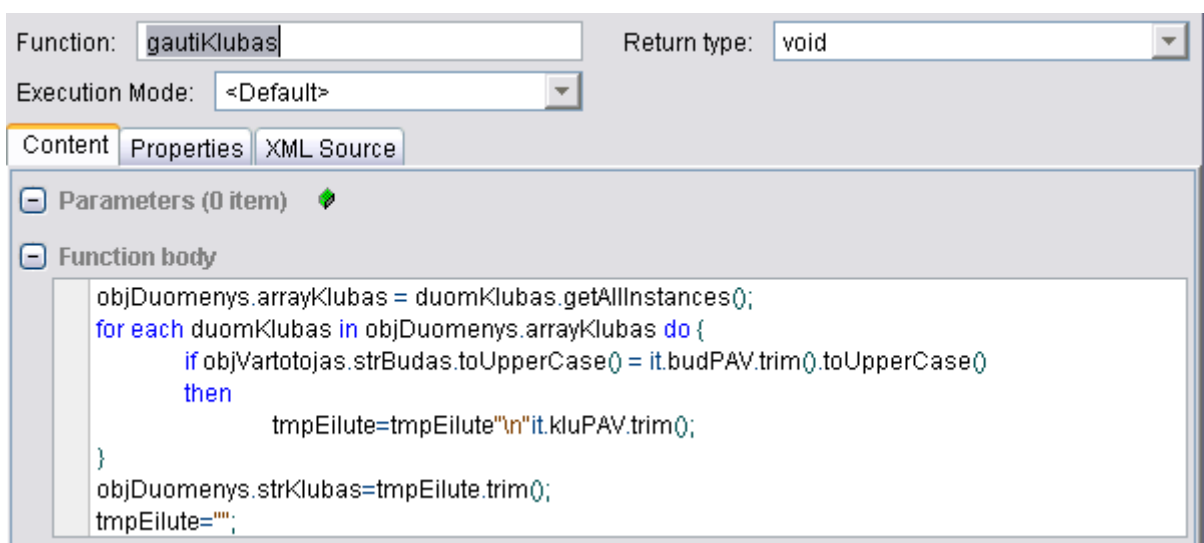 Function: gautiKlubas Return type: void
Execution Mode: <Default>
Content Properties XML Source
Parameters (0 item)
Function body
objDuomenys.arrayKlubas = duomKlubas.getAllInstances();
for each duomKlubas in objDuomenys.arrayKlubas do {
if objVartotojas.strBudas.toUpperCase() = it.budPAV.trim().toUpperCase()
then
tmpEilute=tmpEilute"\n"it.kluPAV.trim();
}
objDuomenys.strKlubas=tmpEilute.trim();
tmpEilute="";